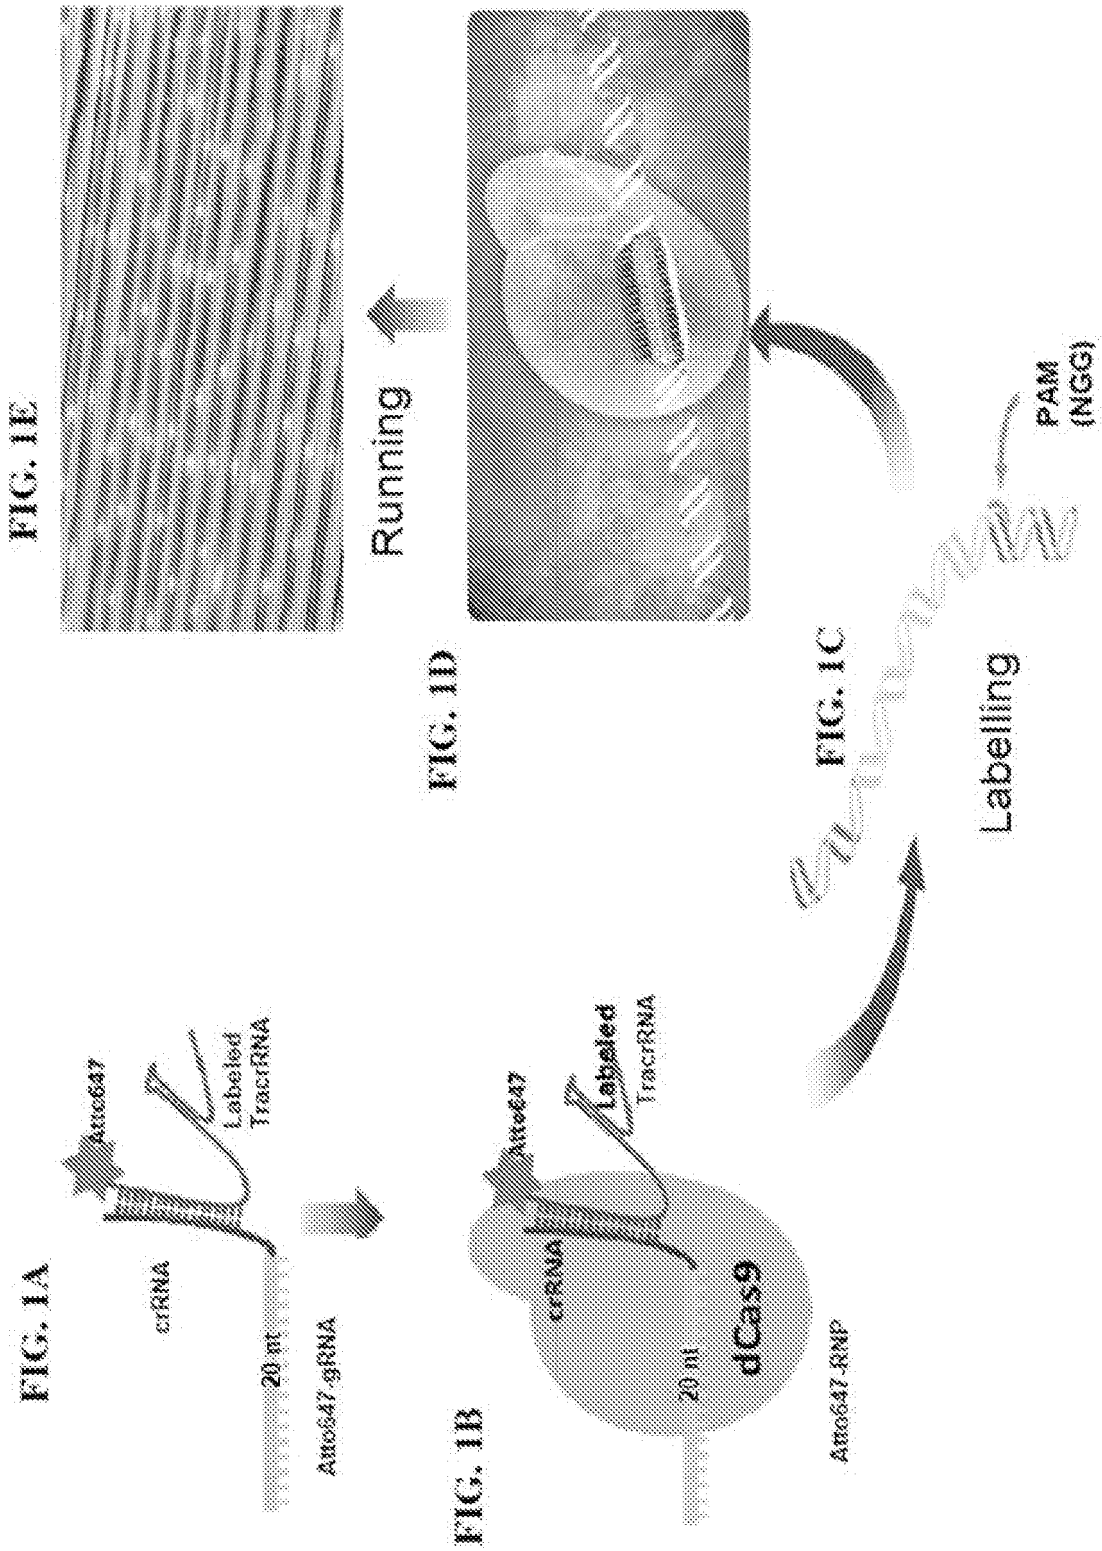 FIG. 1A
Atto647
crRNA
Labeled
TracrRNA
20 nt
Atto647-gRNA
FIG. 1B
Atto647
crRNA
Labeled
TracrRNA
20 nt
dCas9
Atto647-RNP
FIG. 1C
Labelling
PAM
(NGG)
FIG. 1D
Running
FIG. 1E